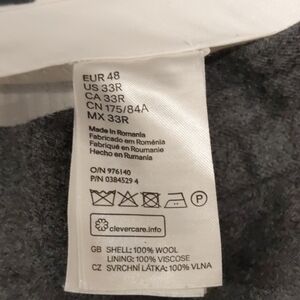 EUR 48
US 33R
CA 33R
CN 175/84A
MX 33R
Made in Romania
Fabricado em Roménia
Fabriqué en Roumanie
Hecho en Rumania
O/N 976140
P/N 0384529 4
P
clevercare.info
GB SHELL: 100% WOOL
LINING: 100% VISCOSE
CZ SVRCHNÍ LÁTKA: 100% VLNA